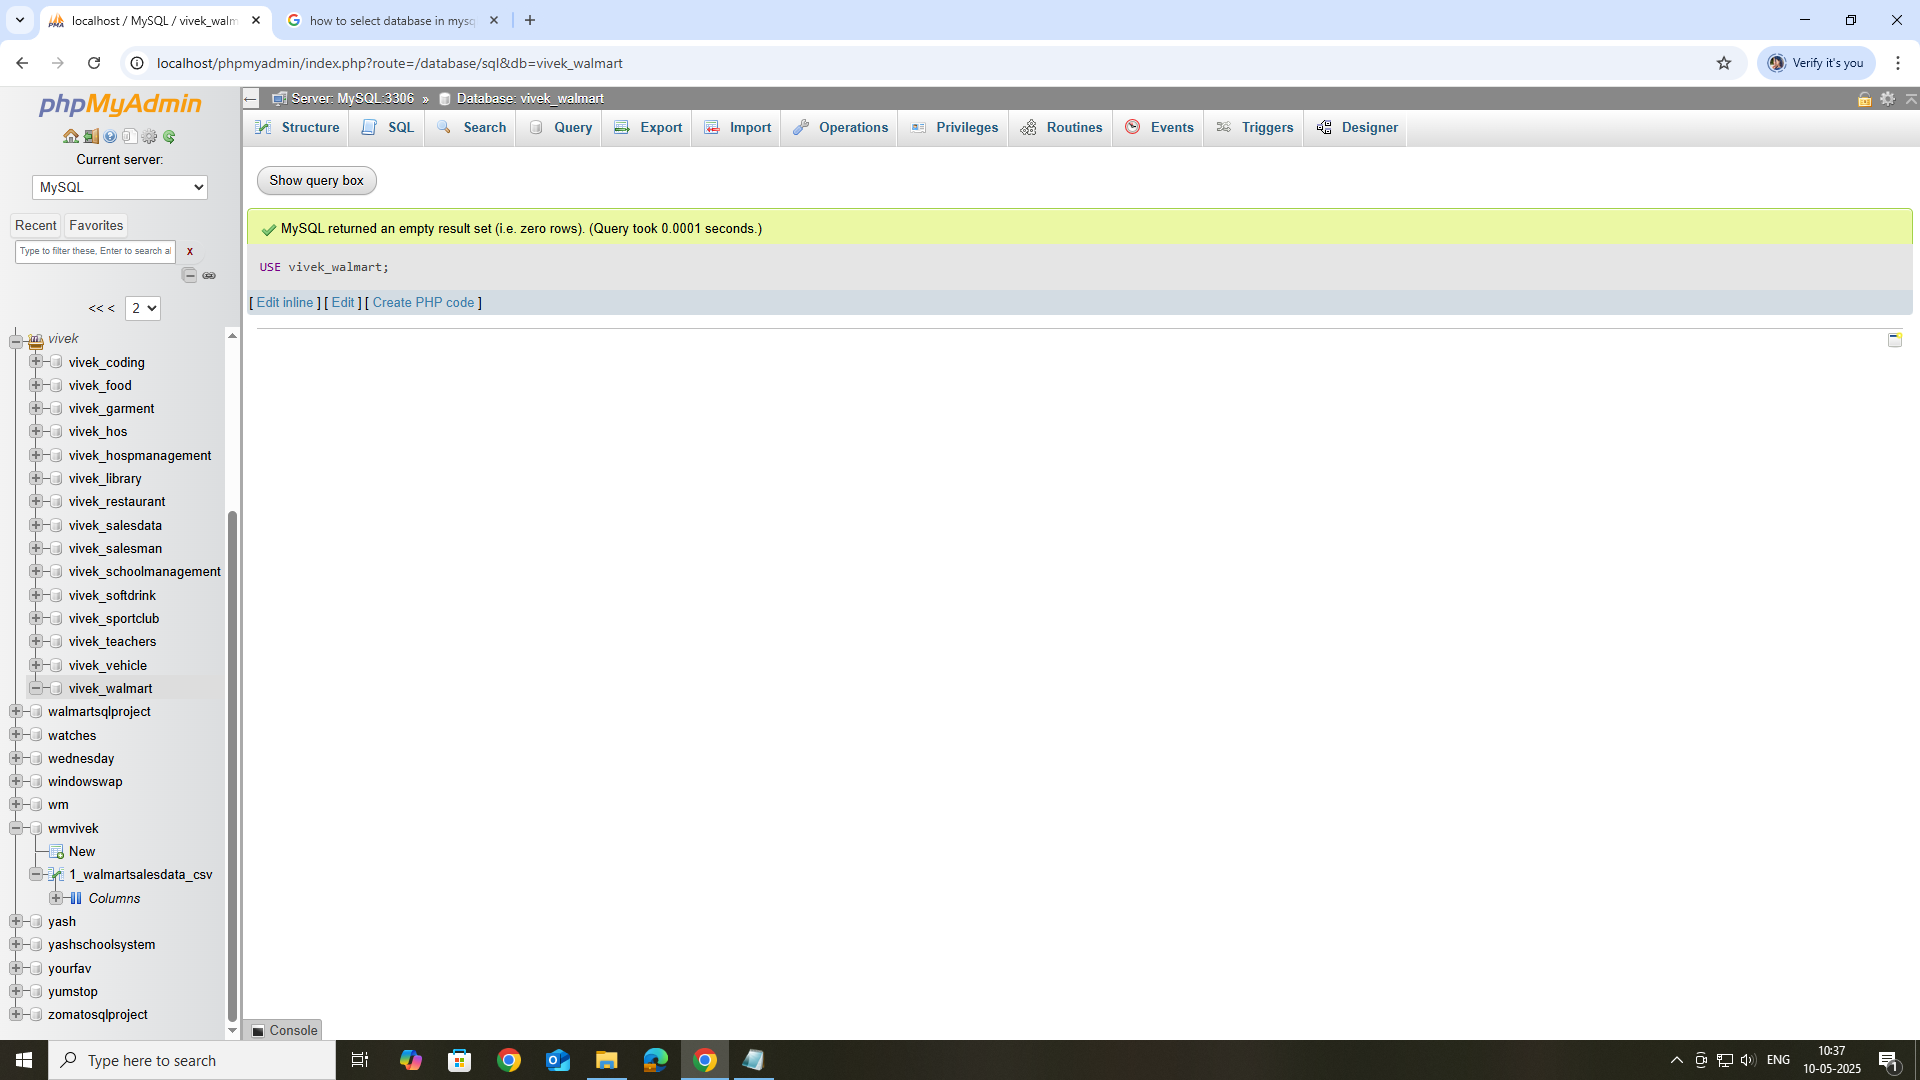 localhost / MySQL / vivek_walm
how to select database in mysq
localhost/phpmyadmin/index.php?route=/database/sql&db=vivek_walmart
Verify it's you
phpMyAdmin
Current server:
MySQL
Recent
Favorites
Type to filter these, Enter to search al
x
<< <
2
vivek
vivek_coding
vivek_food
vivek_garment
vivek_hos
vivek_hospmanagement
vivek_library
vivek_restaurant
vivek_salesdata
vivek_salesman
vivek_schoolmanagement
vivek_softdrink
vivek_sportclub
vivek_teachers
vivek_vehicle
vivek_walmart
walmartsqlproject
watches
wednesday
windowswap
wm
wmvivek
New
1_walmartsalesdata_csv
Columns
yash
yashschoolsystem
yourfav
yumstop
zomatosqlproject
Server: MySQL:3306 » Database: vivek_walmart
Structure SQL Search Query Export Import Operations Privileges Routines Events Triggers Designer
Show query box
MySQL returned an empty result set (i.e. zero rows). (Query took 0.0001 seconds.)
USE vivek_walmart;
[ Edit inline ] [ Edit ] [ Create PHP code ]
Console
Type here to search
ENG
10:37
10-05-2025
1